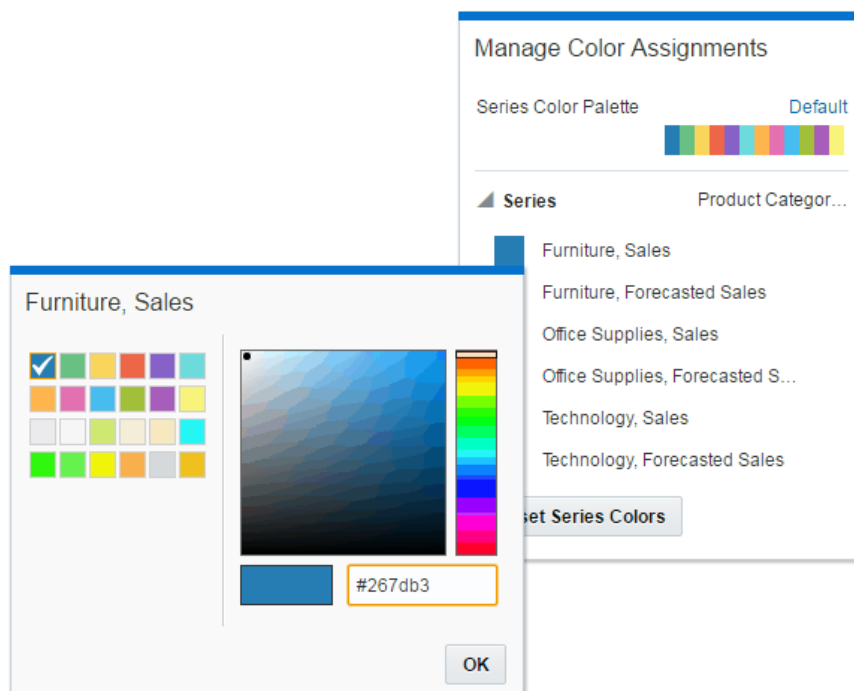 Manage Color Assignments
Series Color Palette Default
Series Product Categor...
Furniture, Sales
Furniture, Forecasted Sales
Office Supplies, Sales
Office Supplies, Forecasted S...
Technology, Sales
Technology, Forecasted Sales
set Series Colors
Furniture, Sales
#267db3
OK